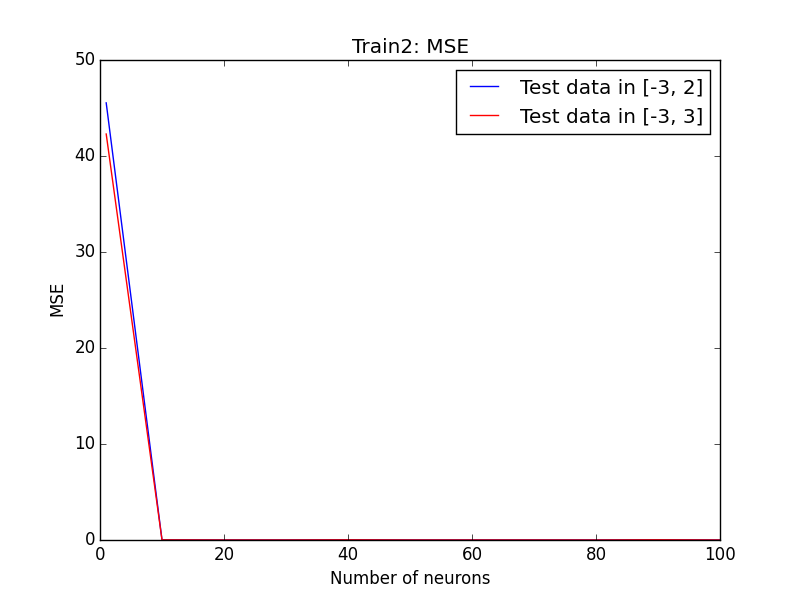 Train2: MSE
50
Test data in [-3, 2]
Test data in [-3, 3]
40
30
MSE
20
10
0
0 20 40 60 80 100
Number of neurons